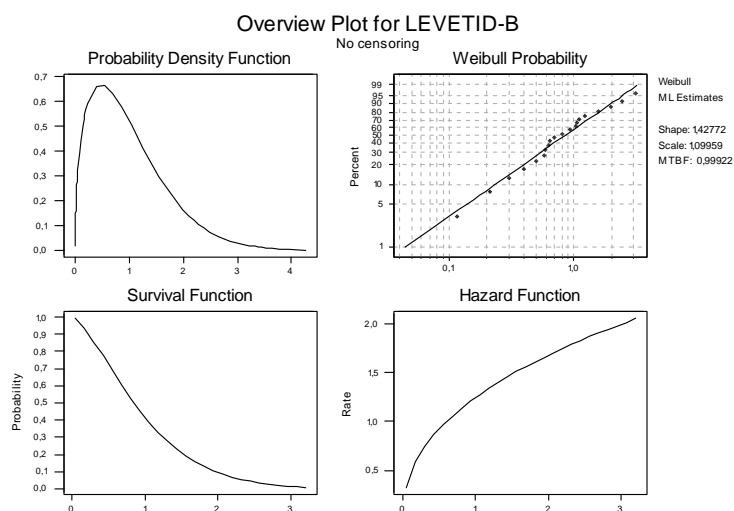 Overview Plot for LEVETID-B
No censoring
Probability Density Function
0,7
0,6
0,5
0,4
0,3
0,2
0,1
0,0
0 1 2 3 4
Weibull Probability
Percent
99
95
90
80
70
60
50
40
30
20
10
5
1
0,1 1,0
Weibull
ML Estimates
Shape: 1,42772
Scale: 1,09959
MTBF: 0,99922
Survival Function
Probability
1,0
0,9
0,8
0,7
0,6
0,5
0,4
0,3
0,2
0,1
0,0
0 1 2 3
Hazard Function
Rate
2,0
1,5
1,0
0,5
0 1 2 3